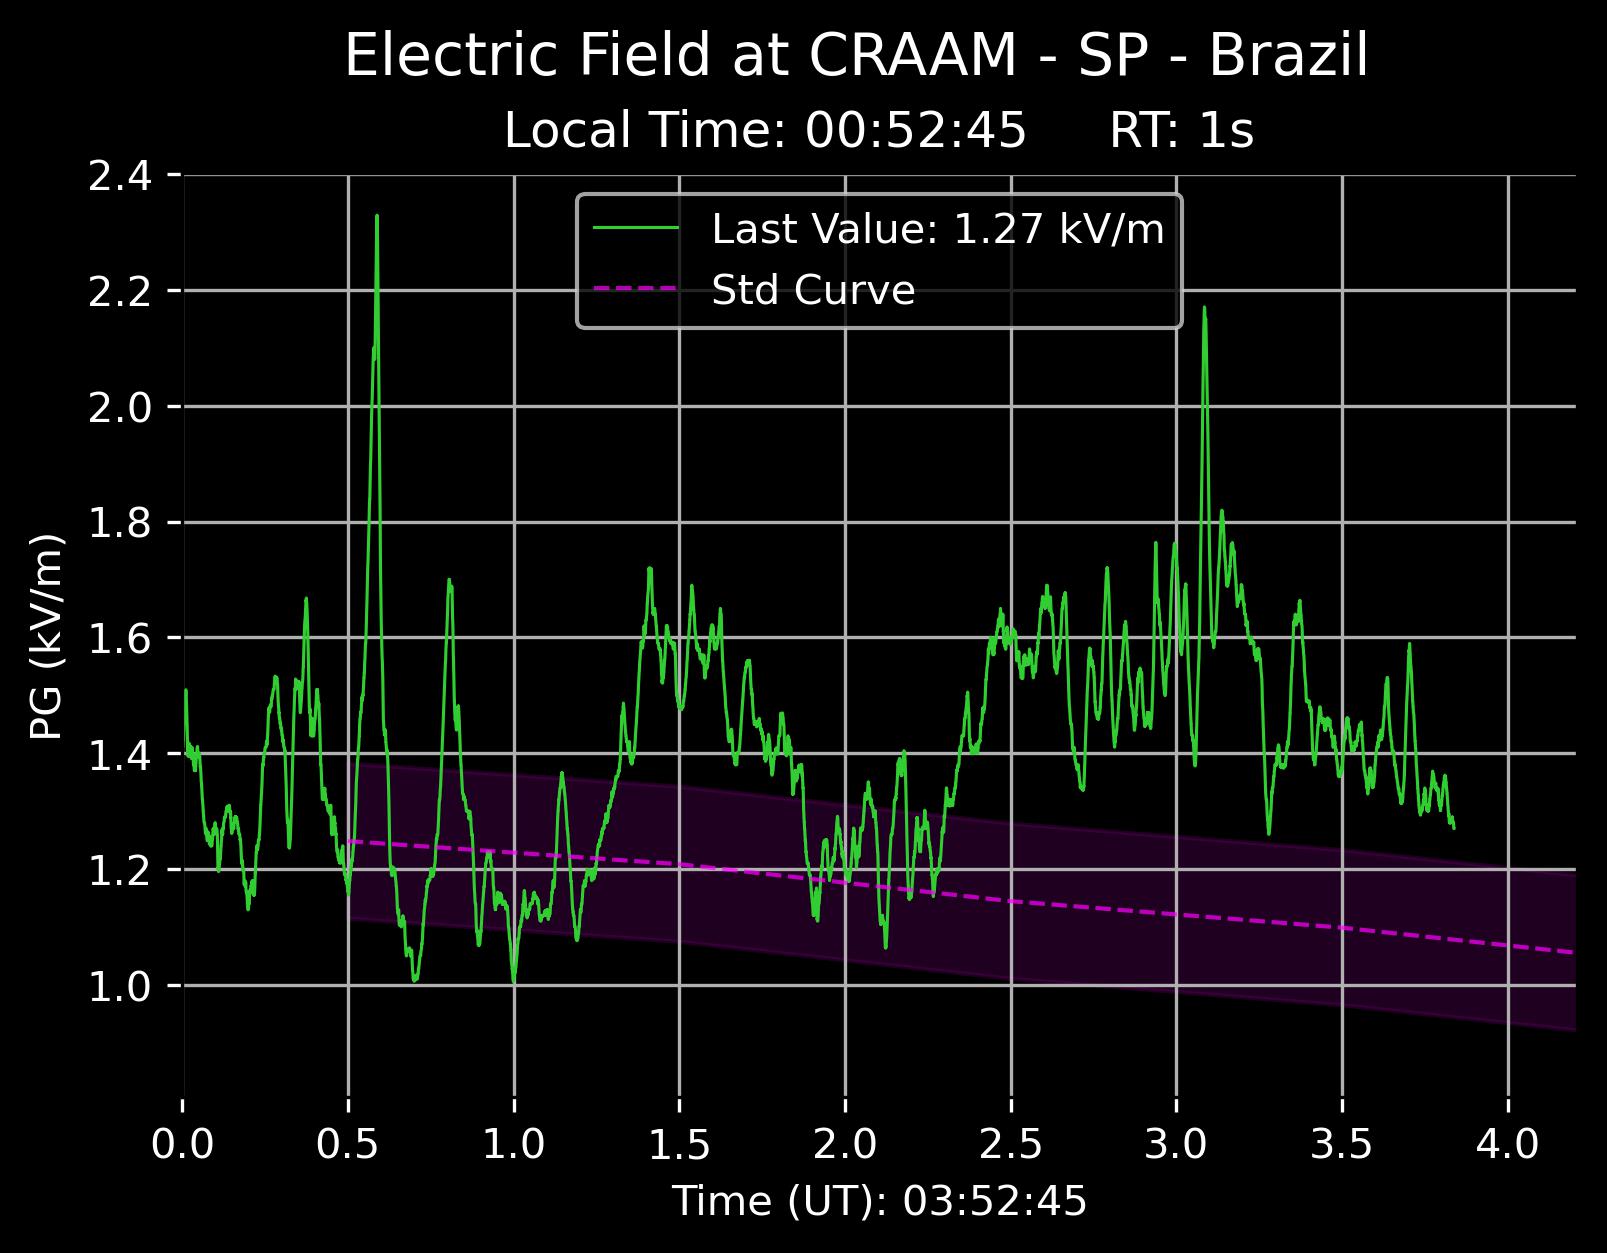 Electric Field at CRAAM - SP - Brazil
Local Time: 00:52:45 RT: 1s
Last Value: 1.27 kV/m
Std Curve
PG (kV/m)
2.4
2.2
2.0
1.8
1.6
1.4
1.2
1.0
0.0 0.5 1.0 1.5 2.0 2.5 3.0 3.5 4.0
Time (UT): 03:52:45